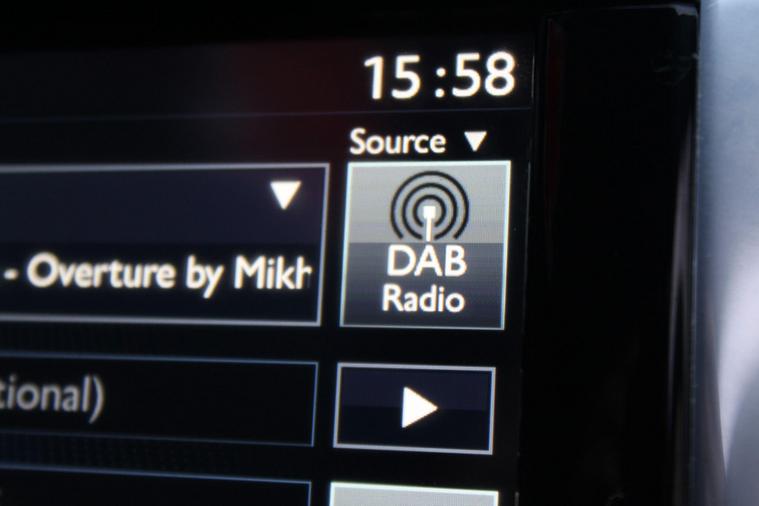 15:58
Source
- Overture by Mikh
DAB
Radio
tional)